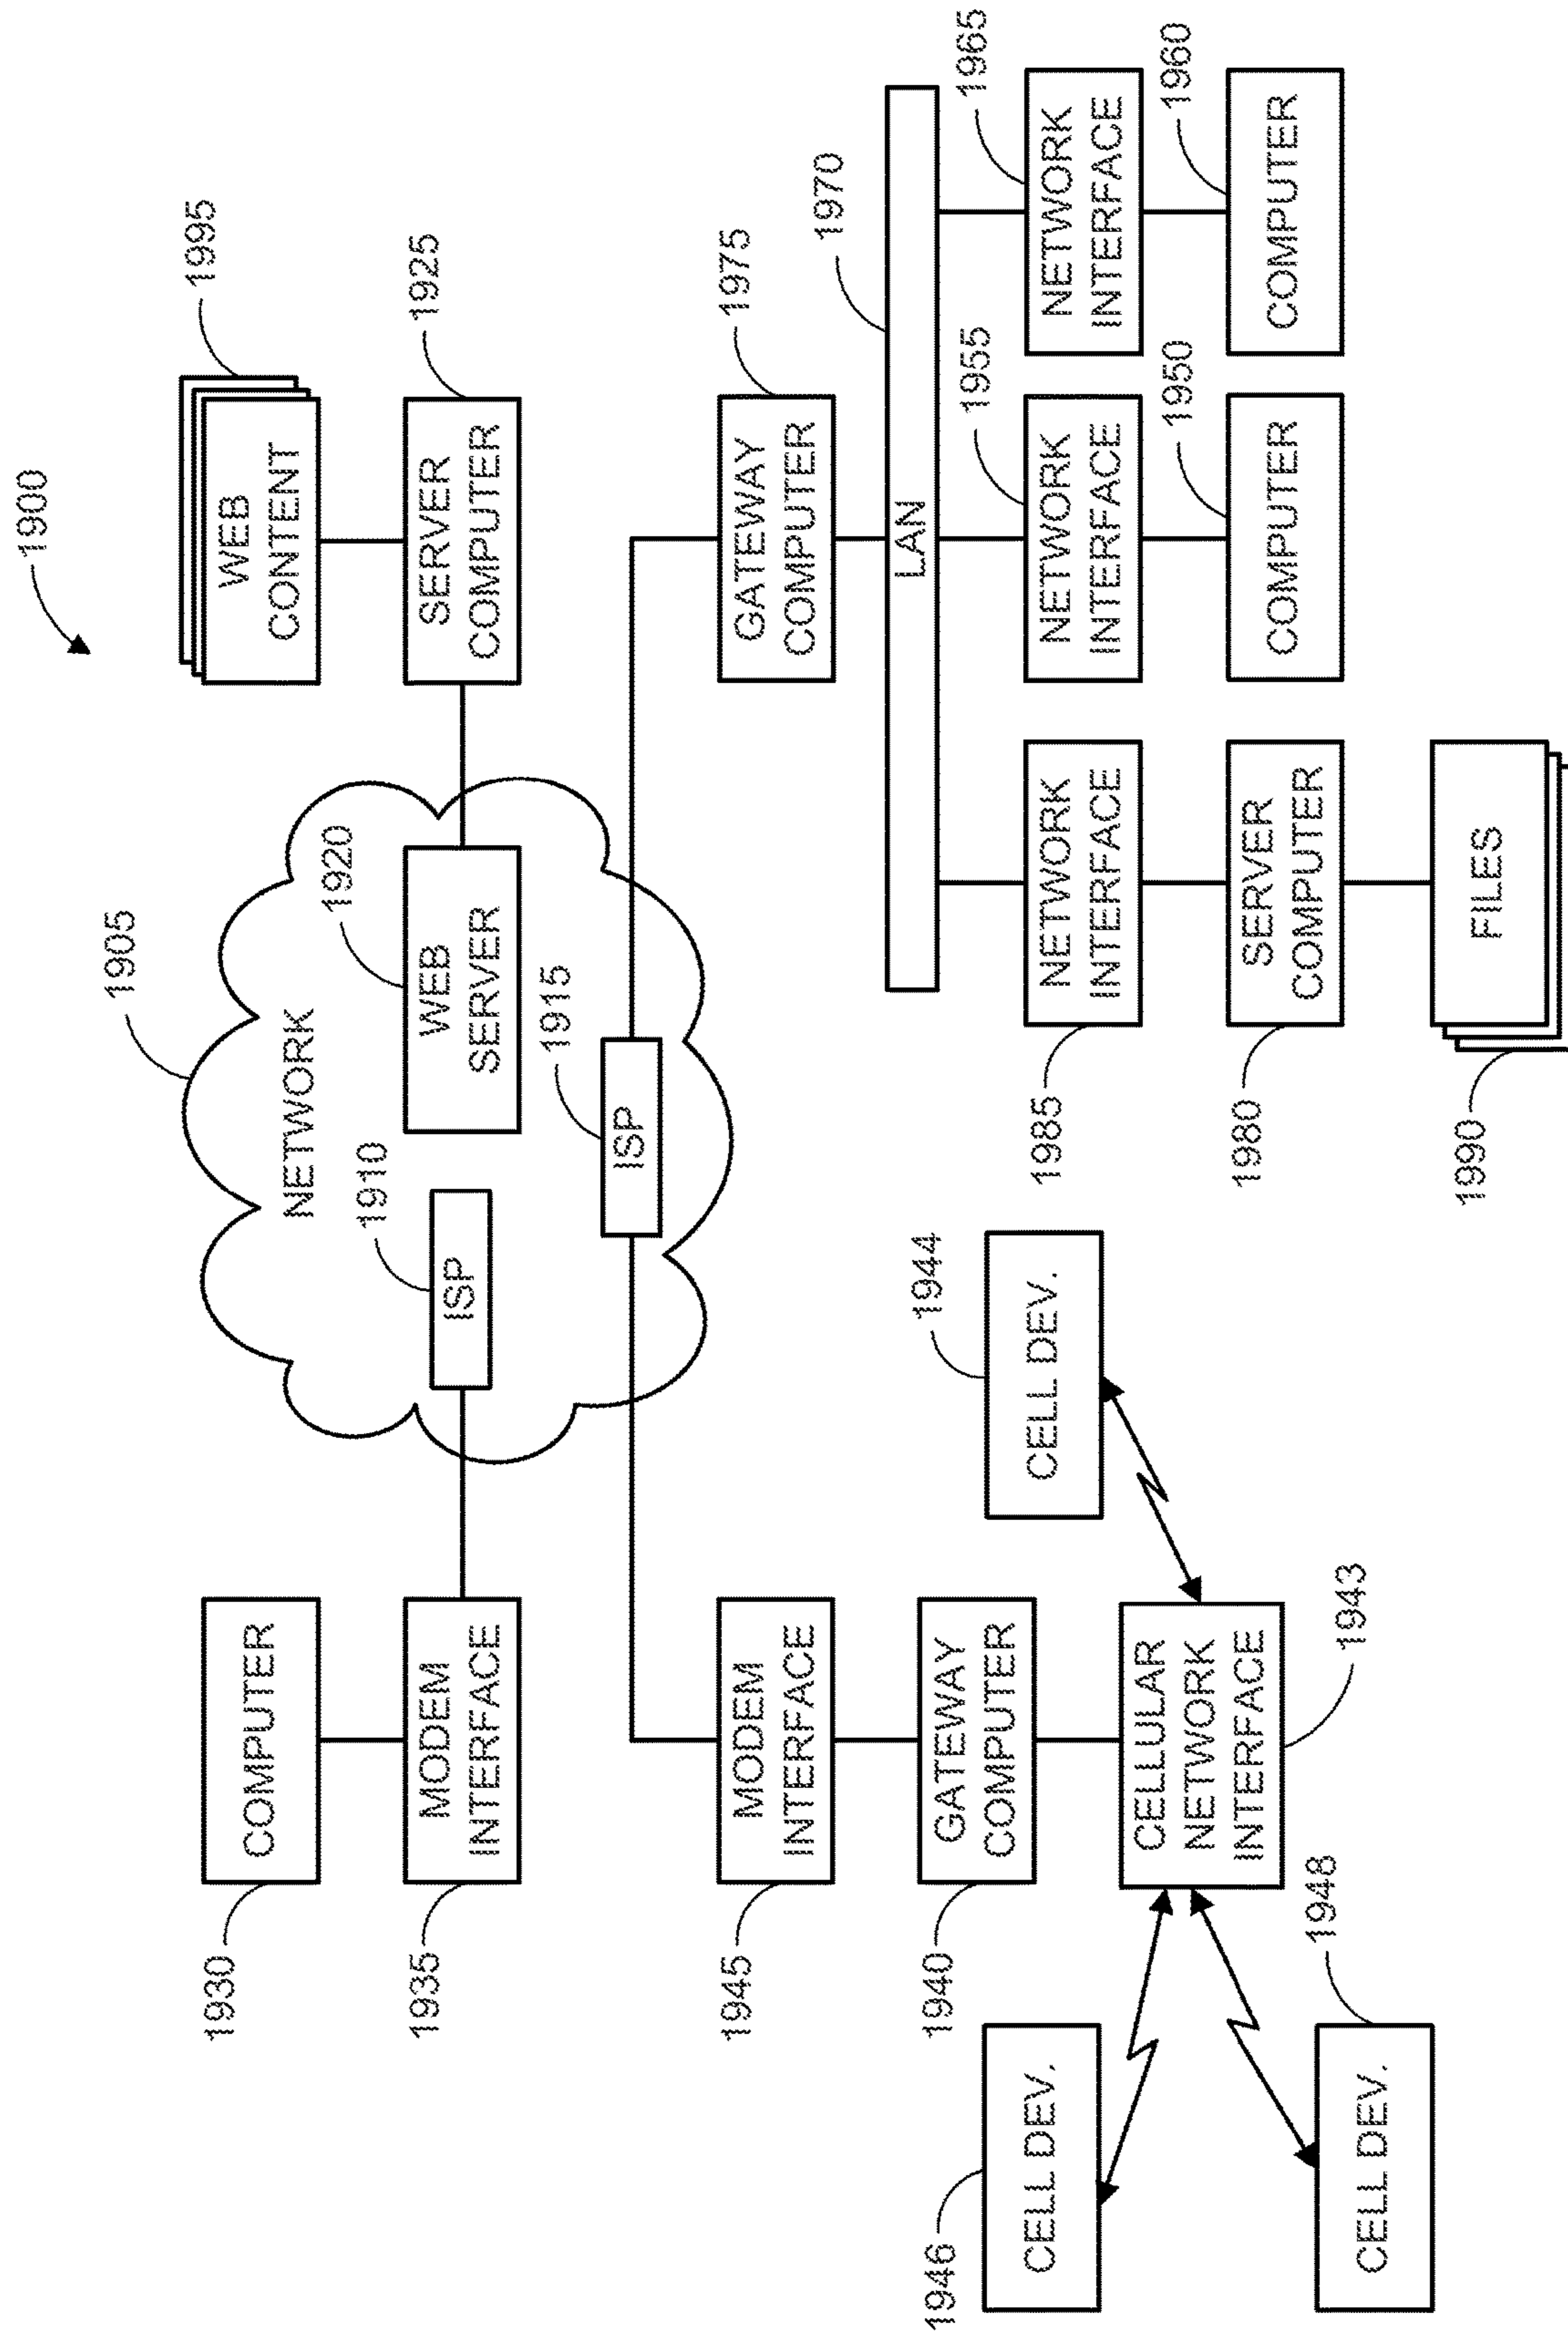 1900
1905
NETWORK
1930
COMPUTER
1910
1920
WEB
CONTENT
1995
1935
MODEM
INTERFACE
ISP
WEB
SERVER
SERVER
COMPUTER
1925
1915
ISP
1945
MODEM
INTERFACE
GATEWAY
COMPUTER
1975
1940
GATEWAY
COMPUTER
1944
CELL DEV.
LAN
1970
1946
CELL DEV.
CELLULAR
NETWORK
INTERFACE
1943
1985
NETWORK
INTERFACE
NETWORK
INTERFACE
1955
NETWORK
INTERFACE
1965
1948
CELL DEV.
1980
SERVER
COMPUTER
COMPUTER
1950
COMPUTER
1960
1990
FILES